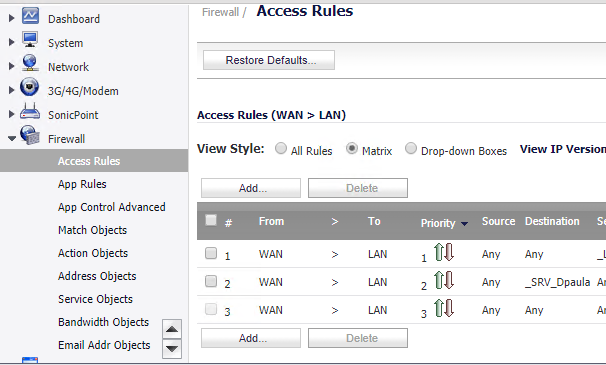 Dashboard
System
Network
3G/4G/Modem
SonicPoint
Firewall
Access Rules
App Rules
App Control Advanced
Match Objects
Action Objects
Address Objects
Service Objects
Bandwidth Objects
Email Addr Objects
Firewall / Access Rules
Restore Defaults...
Access Rules (WAN > LAN)
View Style: All Rules Matrix Drop-down Boxes View IP Version
Add... Delete
# From > To Priority Source Destination Se
1 WAN > LAN 1 Any Any _L
2 WAN > LAN 2 Any _SRV_Dpaula An
3 WAN > LAN 3 Any Any An
Add... Delete